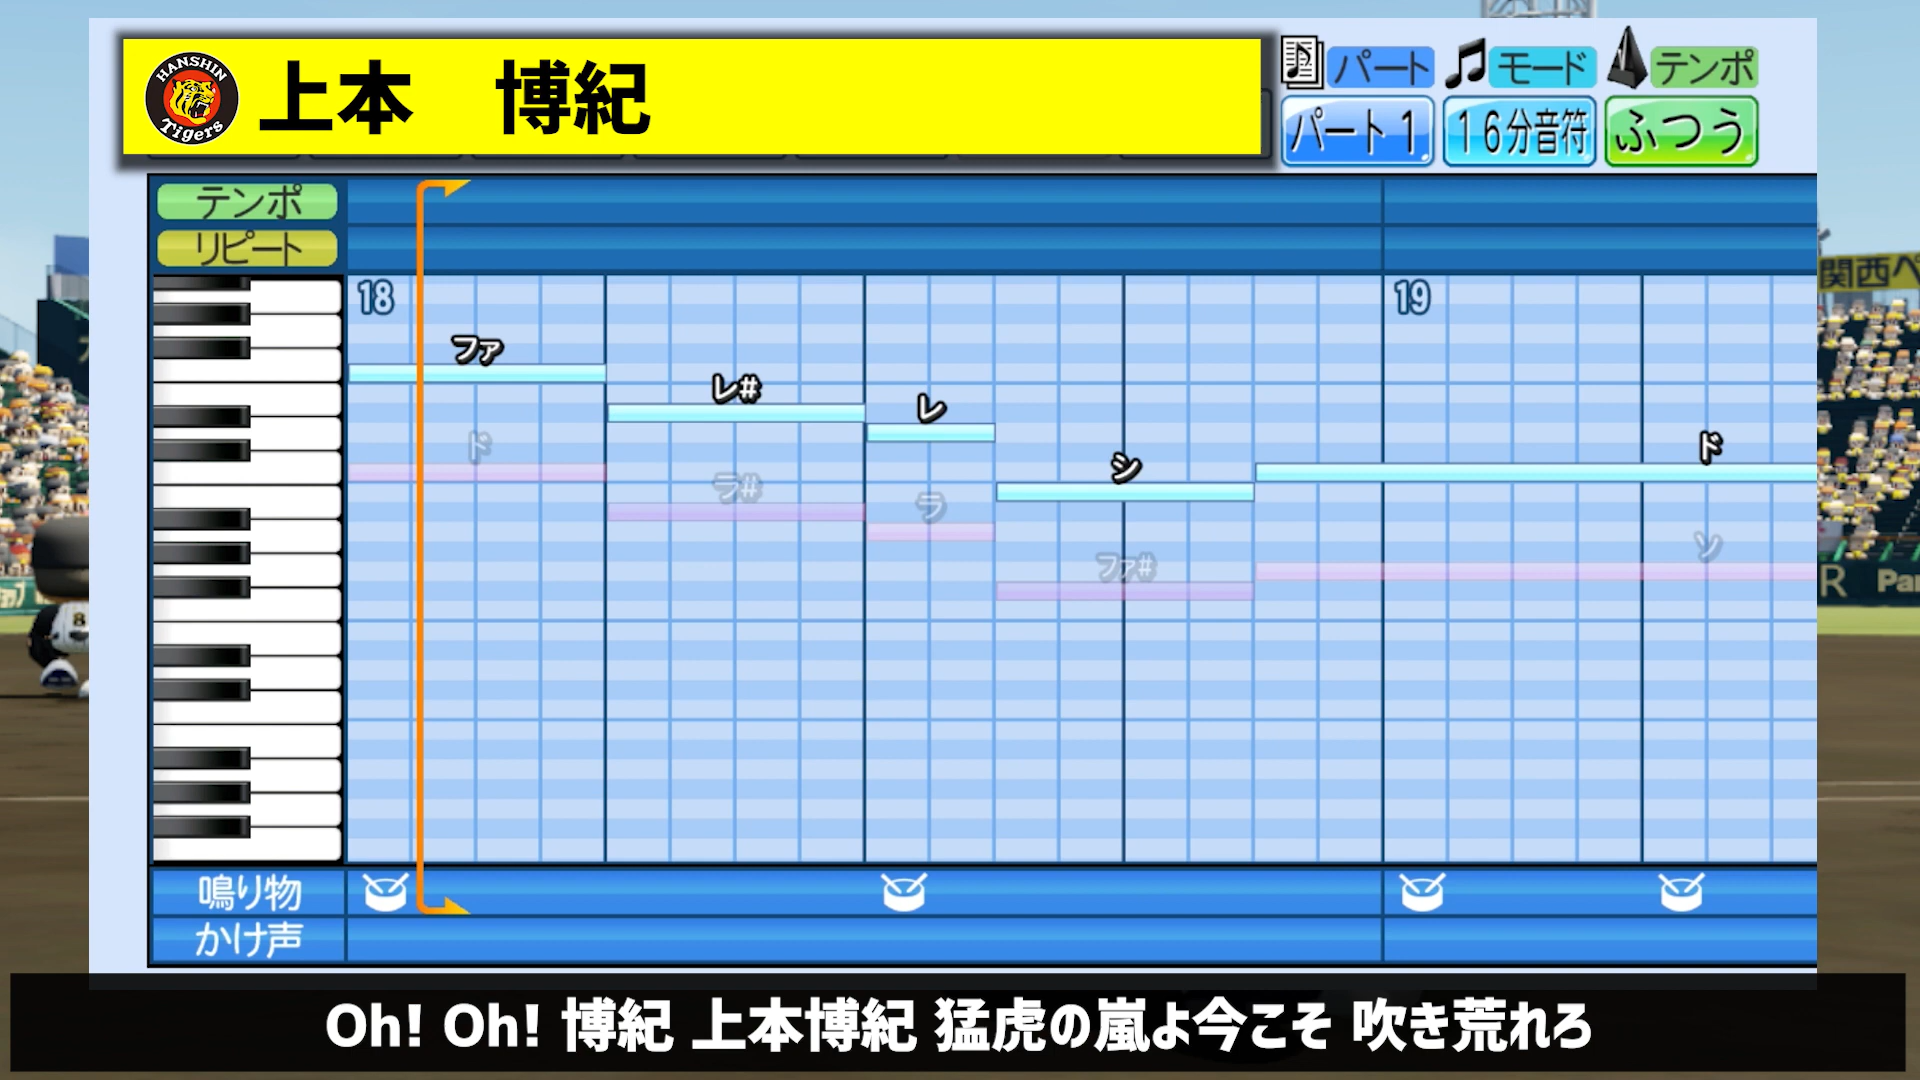 HANSHIN
Tigers
上本　博紀
パート
モード
テンポ
パート1
16分音符
ふつう
テンポ
リピート
18
19
ファ
レ#
レ
シ
ド
ド
ラ#
ラ
ファ#
ソ
鳴り物
かけ声
関西ペ
8
R Pan
Oh! Oh! 博紀 上本博紀 猛虎の嵐よ今こそ 吹き荒れろ